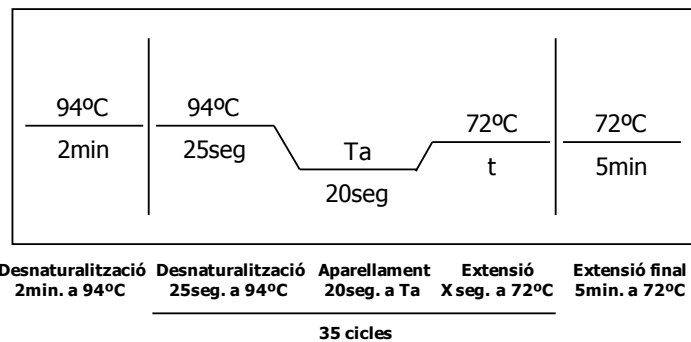 94ºC 94ºC 72ºC 72ºC
2min 25seg Ta t 5min
20seg
Desnaturalització Desnaturalització Aparellament Extensió Extensió final
2min. a 94ºC 25seg. a 94ºC 20seg. a Ta X seg. a 72ºC 5min. a 72ºC
35 cicles